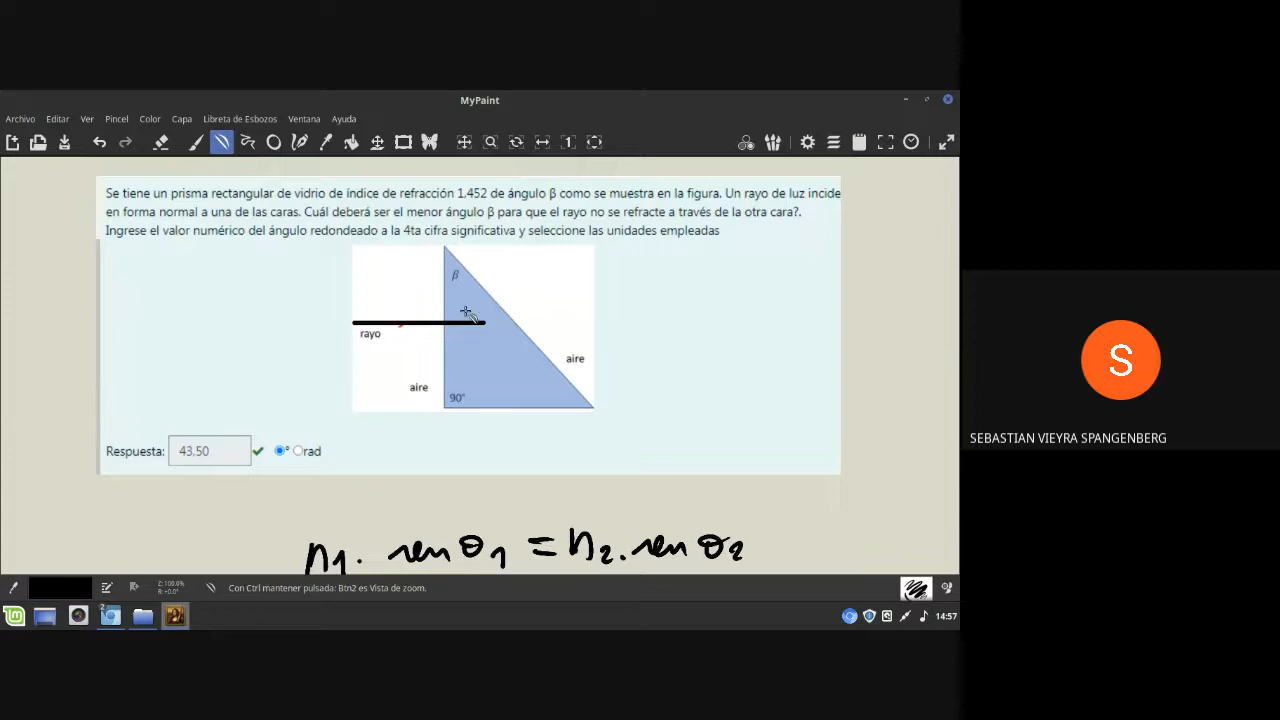 MyPaint
Archivo Editar Ver Pincel Color Capa Libreta de Esbozos Ventana Ayuda
Se tiene un prisma rectangular de vidrio de índice de refracción 1.452 de ángulo β como se muestra en la figura. Un rayo de luz incide
en forma normal a una de las caras. Cuál deberá ser el menor ángulo β para que el rayo no se refracte a través de la otra cara?.
Ingrese el valor numérico del ángulo redondeado a la 4ta cifra significativa y seleccione las unidades empleadas
β
rayo
aire
aire
90°
Respuesta: 43.50 ° rad
n1. sen θ1 = n2. sen θ2
Z: 100.0%
R: +0.0°
Con Ctrl mantener pulsada: Btn2 es Vista de zoom.
2
14:57
S
SEBASTIAN VIEYRA SPANGENBERG